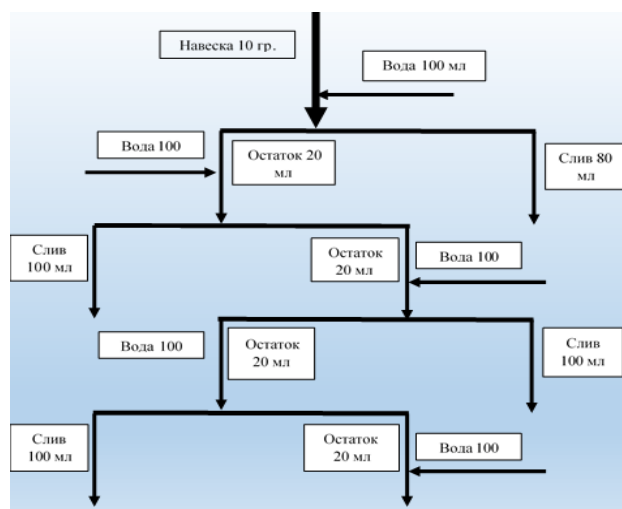 Навеска 10 гр.
Вода 100 мл
Вода 100
Остаток 20
мл
Слив 80
мл
Слив
100 мл
Остаток
20 мл
Вода 100
Вода 100
Остаток
20 мл
Слив
100 мл
Слив
100 мл
Остаток
20 мл
Вода 100